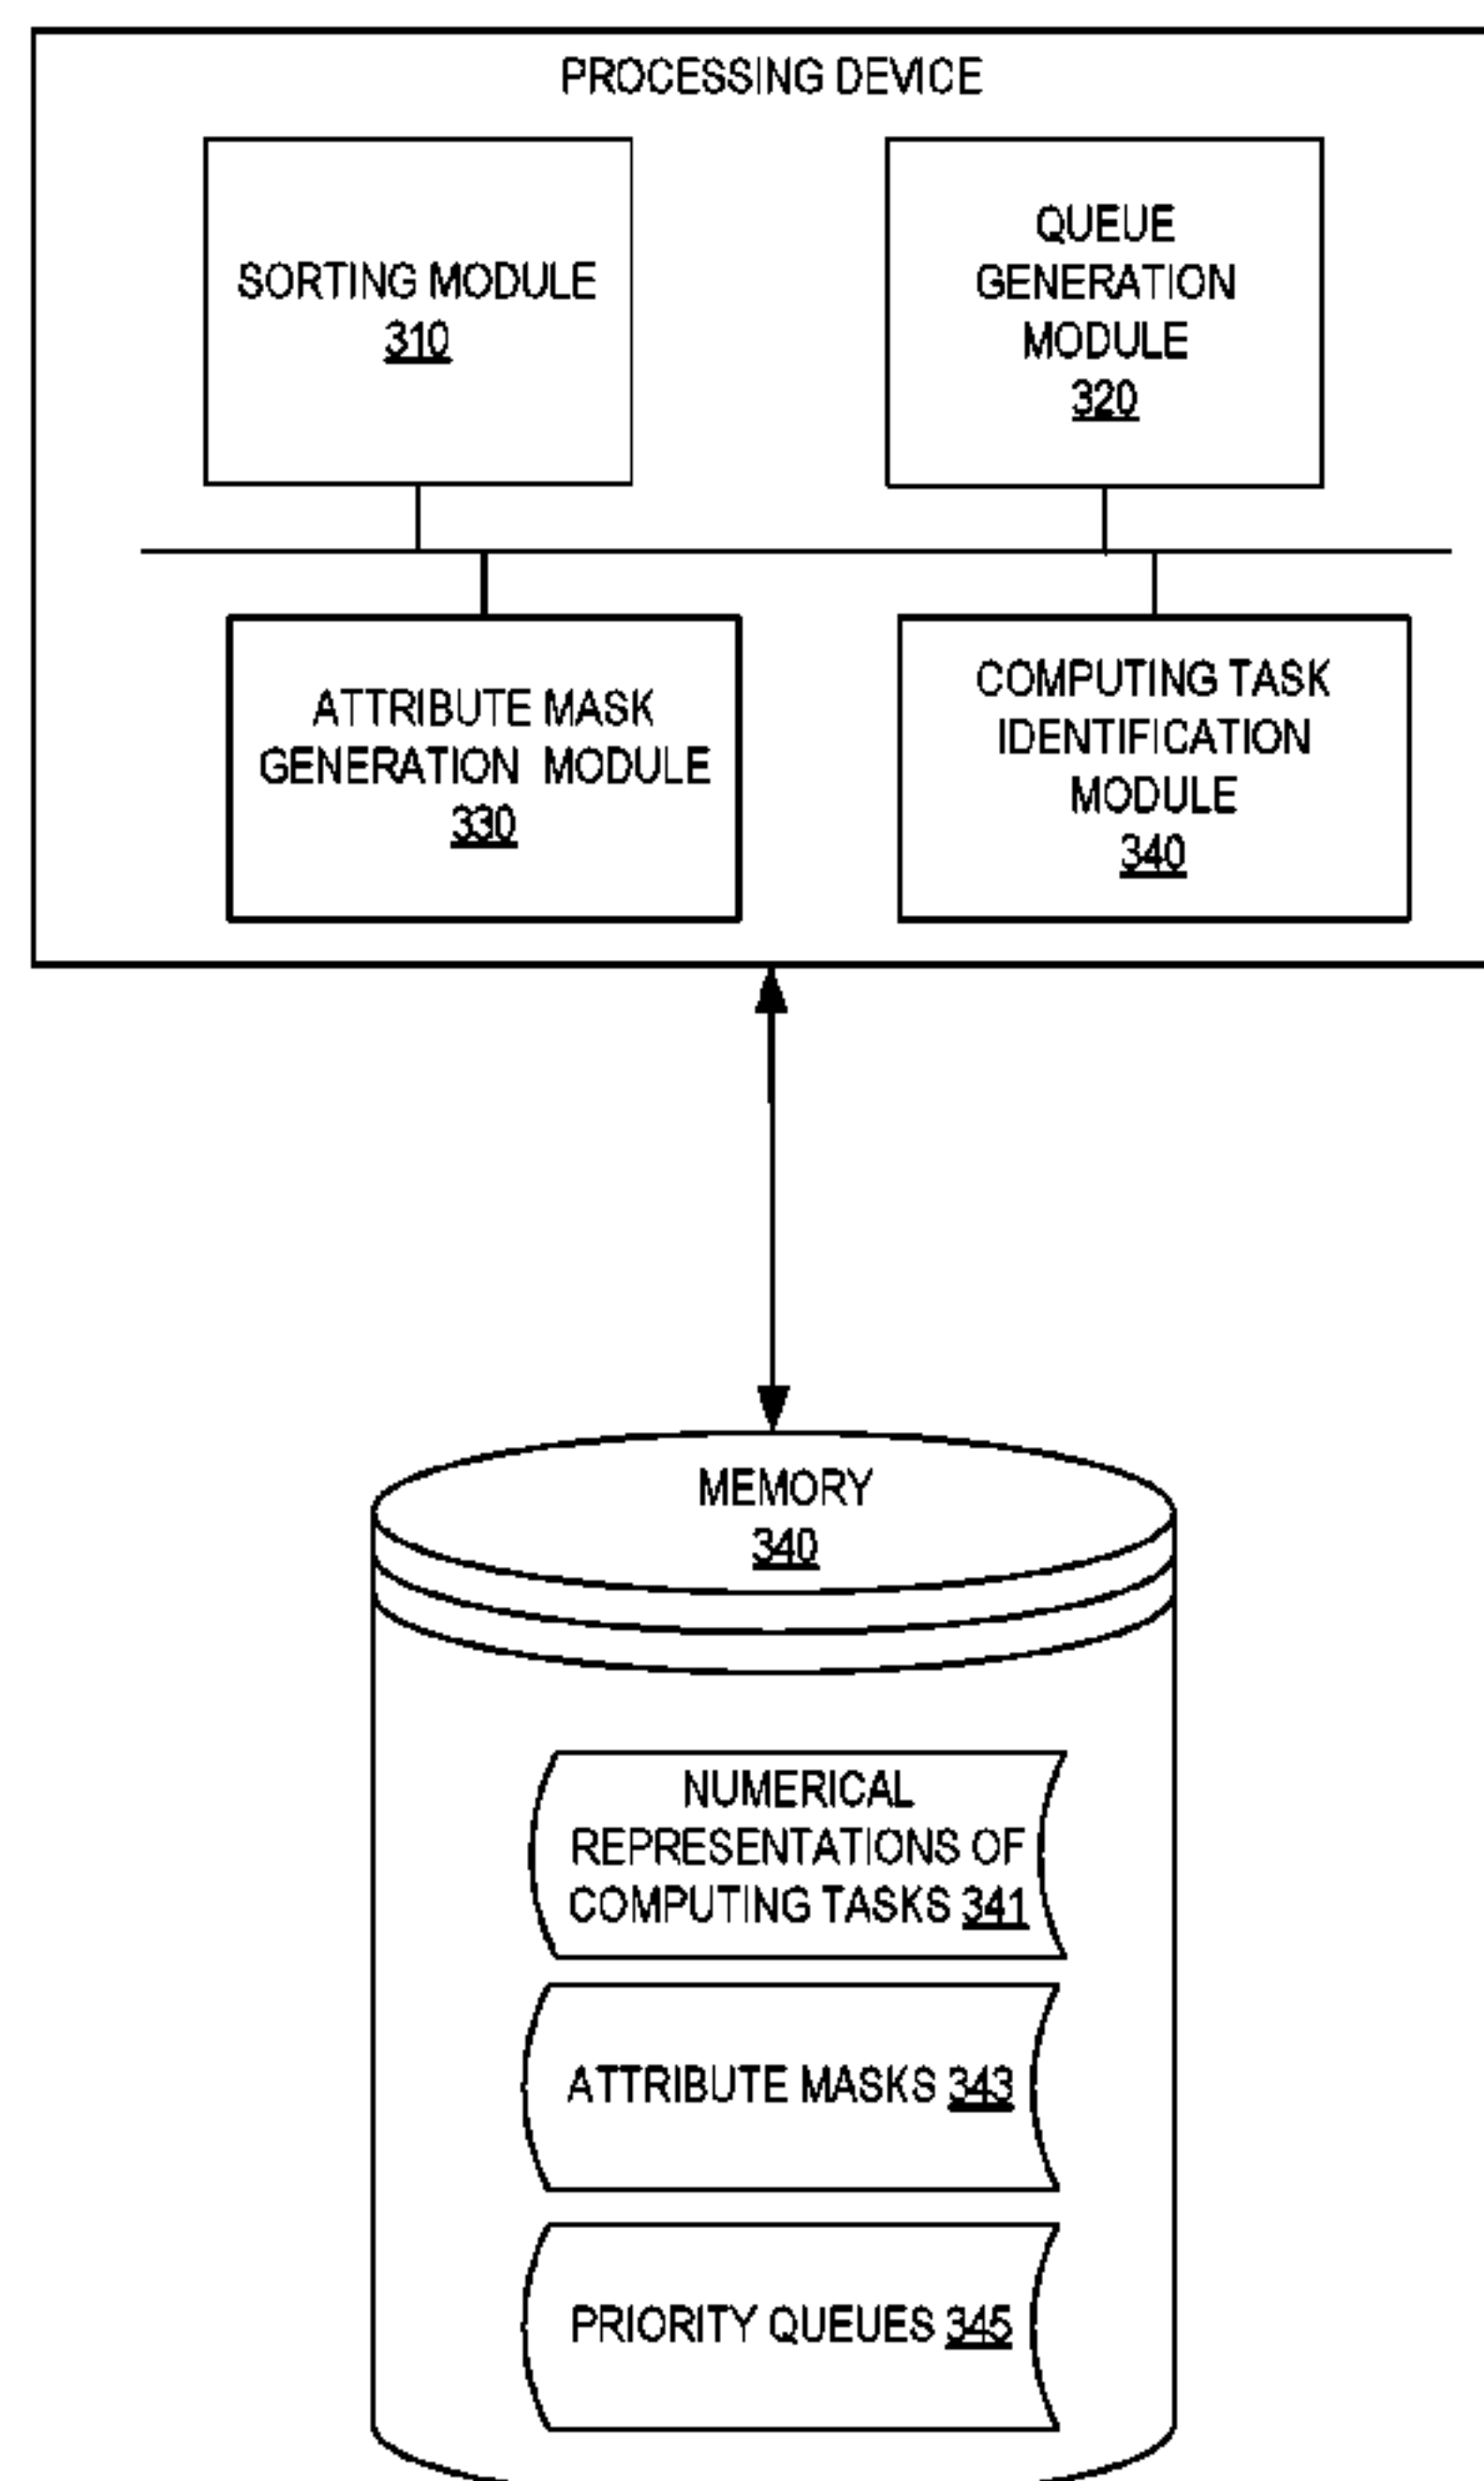 PROCESSING DEVICE
SORTING MODULE
310
QUEUE
GENERATION
MODULE
320
ATTRIBUTE MASK
GENERATION MODULE
330
COMPUTING TASK
IDENTIFICATION
MODULE
340
MEMORY
340
NUMERICAL
REPRESENTATIONS OF
COMPUTING TASKS 341
ATTRIBUTE MASKS 343
PRIORITY QUEUES 345